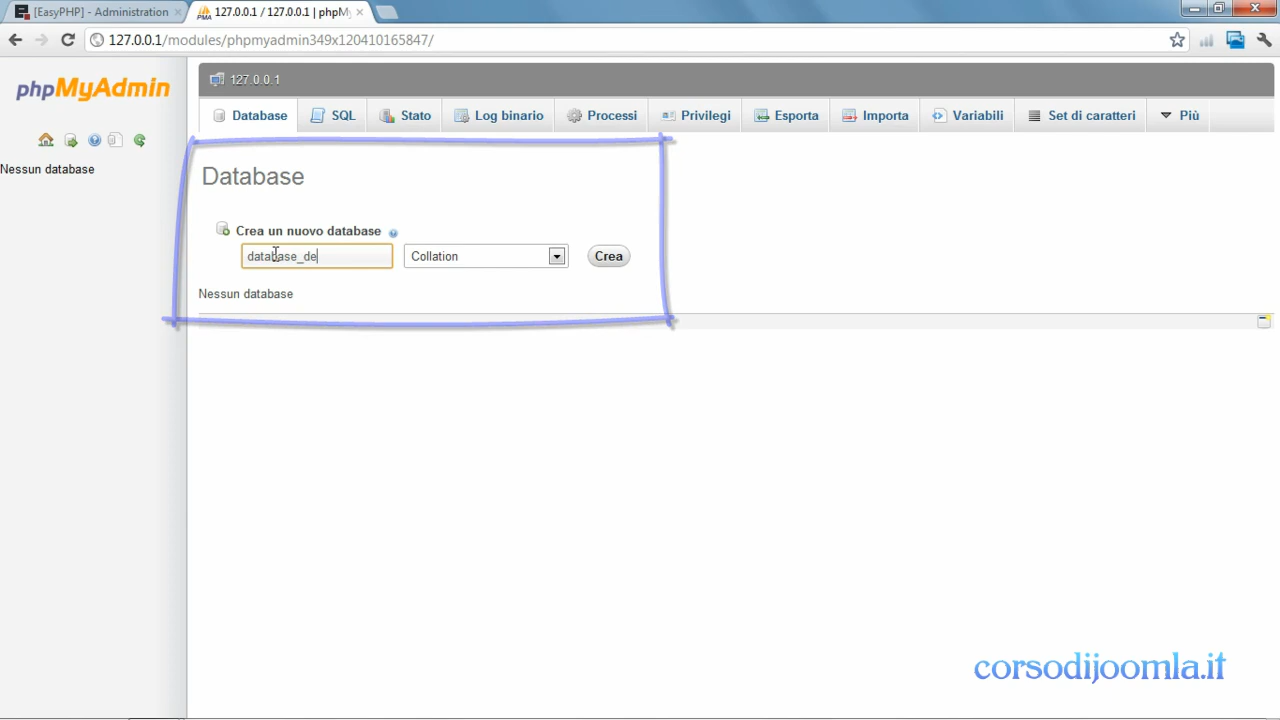 [EasyPHP] - Administration
127.0.0.1 / 127.0.0.1 | phpMy
127.0.0.1/modules/phpmyadmin349x120410165847/
phpMyAdmin
Nessun database
127.0.0.1
Database SQL Stato Log binario Processi Privilegi Esporta Importa Variabili Set di caratteri Più
Database
Crea un nuovo database
database_de Collation Crea
Nessun database
corsodijoomla.it